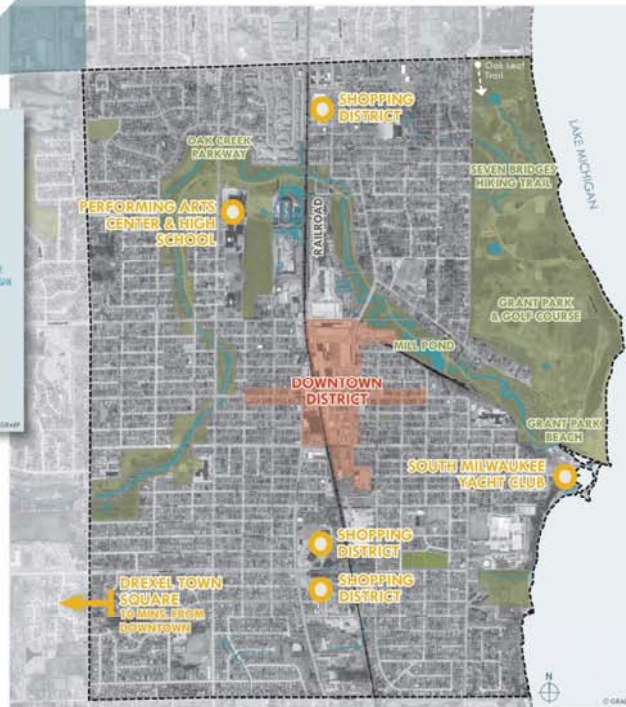 Oak Leaf
Trail
SHOPPING
DISTRICT
LAKE MICHIGAN
OAK CREEK
PARKWAY
SEVEN BRIDGES
HIKING TRAIL
PERFORMING ARTS
CENTER & HIGH
SCHOOL
RAILROAD
GRANT PARK
& GOLF COURSE
MILL POND
DOWNTOWN
DISTRICT
GRANT PARK
BEACH
SOUTH MILWAUKEE
YACHT CLUB
SHOPPING
DISTRICT
DREXEL TOWN
SQUARE
10 MINS. FROM
DOWNTOWN
SHOPPING
DISTRICT
N